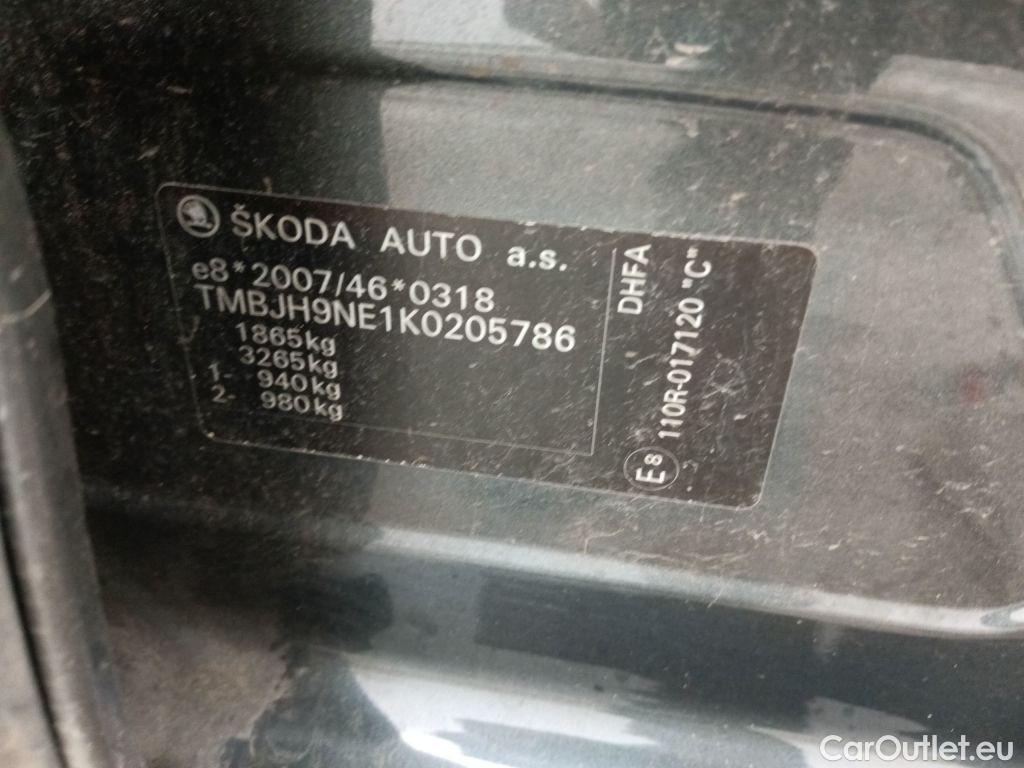 ŠKODA AUTO a.s.
e8*2007/46*0318
TMBJH9NE1K0205786
1865kg
3265kg
1- 940kg
2- 980kg
DHFA
E8 110R-017120 "C"
CarOutlet.eu